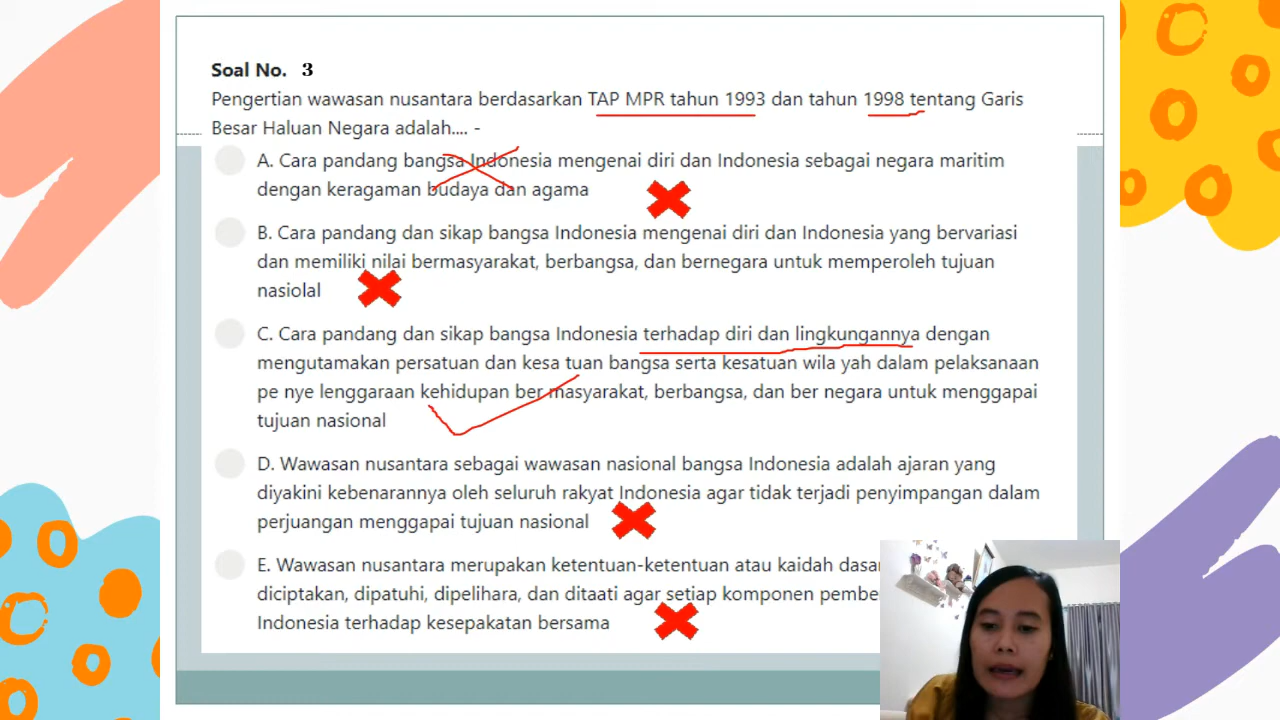 Soal No. 3
Pengertian wawasan nusantara berdasarkan TAP MPR tahun 1993 dan tahun 1998 tentang Garis
Besar Haluan Negara adalah.... -
A. Cara pandang bangsa Indonesia mengenai diri dan Indonesia sebagai negara maritim
dengan keragaman budaya dan agama
B. Cara pandang dan sikap bangsa Indonesia mengenai diri dan Indonesia yang bervariasi
dan memiliki nilai bermasyarakat, berbangsa, dan bernegara untuk memperoleh tujuan
nasiolal
C. Cara pandang dan sikap bangsa Indonesia terhadap diri dan lingkungannya dengan
mengutamakan persatuan dan kesa tuan bangsa serta kesatuan wila yah dalam pelaksanaan
pe nye lenggaraan kehidupan ber masyarakat, berbangsa, dan ber negara untuk menggapai
tujuan nasional
D. Wawasan nusantara sebagai wawasan nasional bangsa Indonesia adalah ajaran yang
diyakini kebenarannya oleh seluruh rakyat Indonesia agar tidak terjadi penyimpangan dalam
perjuangan menggapai tujuan nasional
E. Wawasan nusantara merupakan ketentuan-ketentuan atau kaidah dasar
diciptakan, dipatuhi, dipelihara, dan ditaati agar setiap komponen
Indonesia terhadap kesepakatan bersama